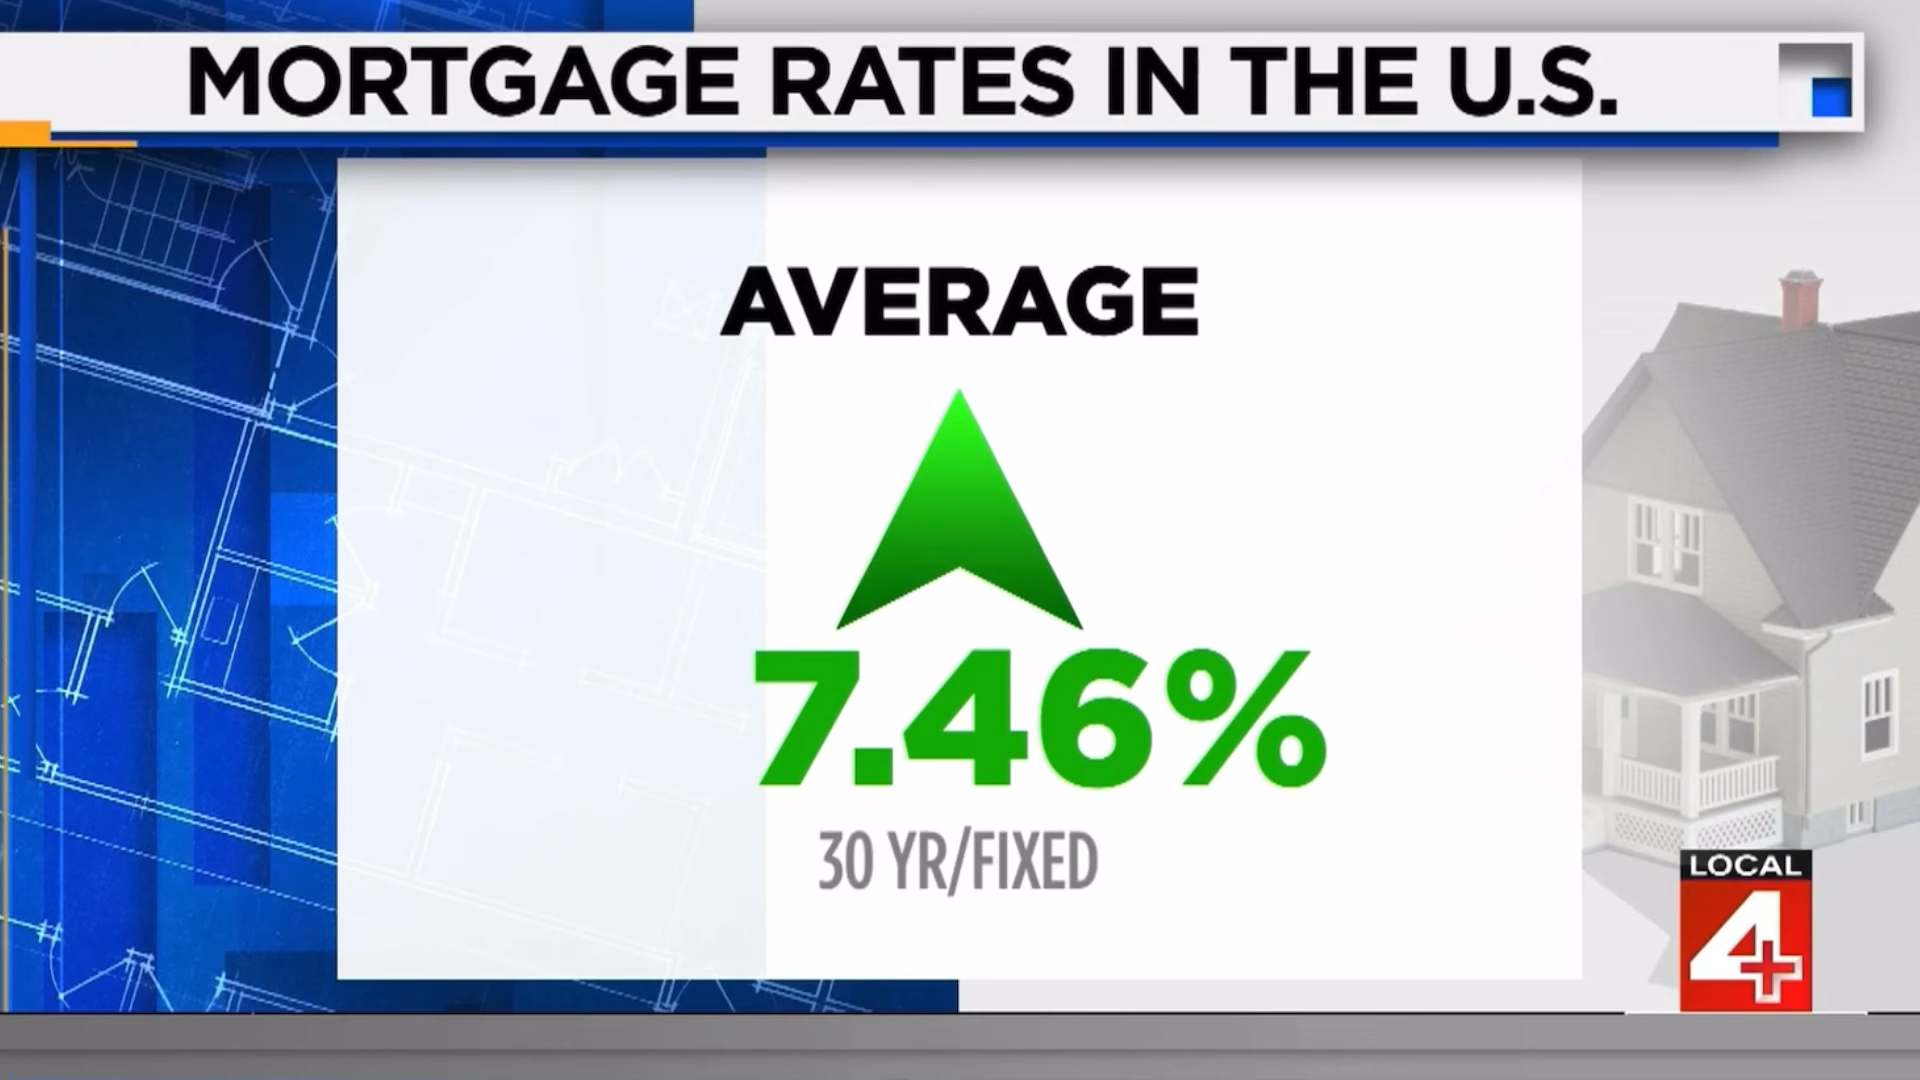 MORTGAGE RATES IN THE U.S.
AVERAGE
7.46%
30 YR/FIXED
LOCAL
4+